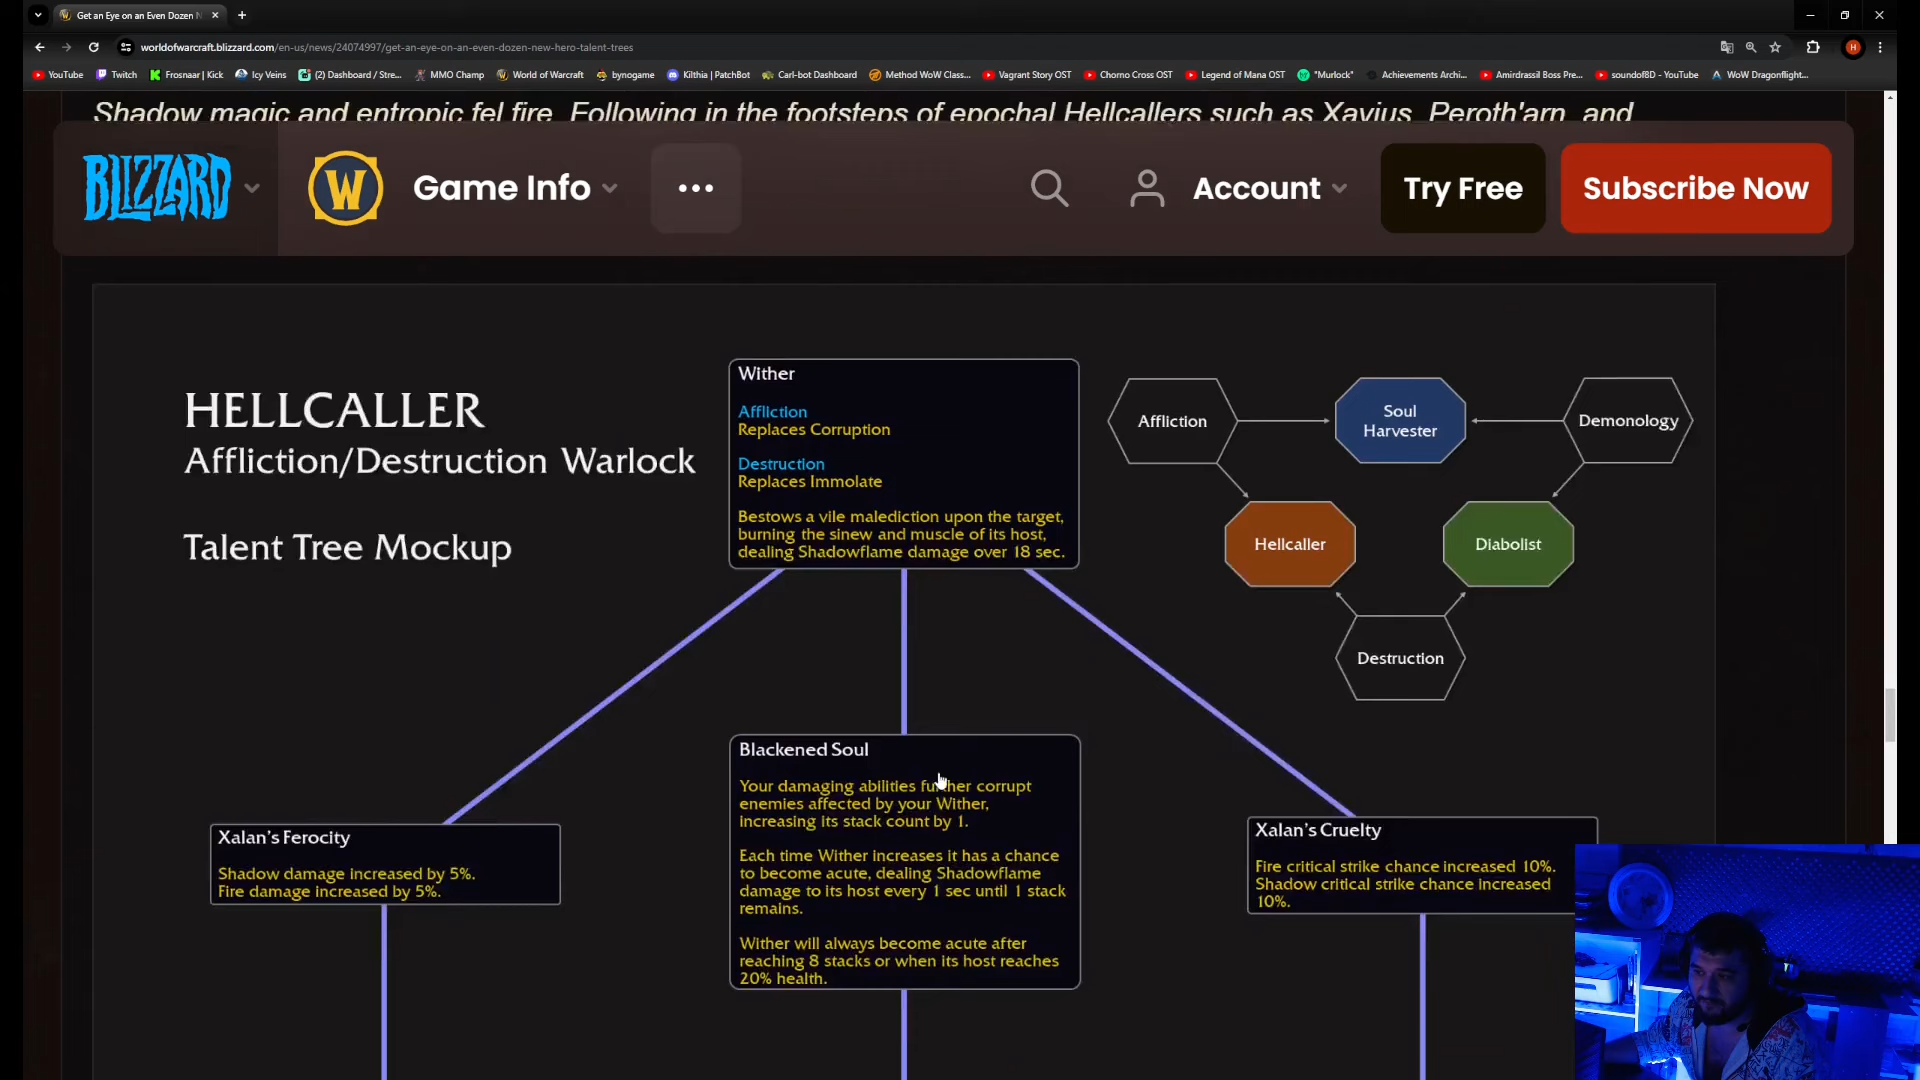 Get an Eye on an Even Dozen N
worldofwarcraft.blizzard.com/en-us/news/24074997/get-an-eye-on-an-even-dozen-new-hero-talent-trees
H
YouTube
Twitch
Frosnaar | Kick
Icy Veins
(2) Dashboard / Stre...
MMO Champ
World of Warcraft
bynogame
Kilthia | PatchBot
Carl-bot Dashboard
Method WoW Class...
Vagrant Story OST
Chorno Cross OST
Legend of Mana OST
"Murlock"
Achievements Archi...
Amirdrassil Boss Pre...
soundof8D - YouTube
WoW Dragonflight...
Shadow magic and entropic fel fire. Following in the footsteps of epochal Hellcallers such as Xavius, Peroth'arn, and
BLIZZARD
W
Game Info
Account
Try Free
Subscribe Now
HELLCALLER
Affliction/Destruction Warlock
Talent Tree Mockup
Wither
Affliction
Replaces Corruption
Destruction
Replaces Immolate
Bestows a vile malediction upon the target,
burning the sinew and muscle of its host,
dealing Shadowflame damage over 18 sec.
Affliction
Soul
Harvester
Demonology
Hellcaller
Diabolist
Destruction
Blackened Soul
Your damaging abilities further corrupt
enemies affected by your Wither,
increasing its stack count by 1.
Each time Wither increases it has a chance
to become acute, dealing Shadowflame
damage to its host every 1 sec until 1 stack
remains.
Wither will always become acute after
reaching 8 stacks or when its host reaches
20% health.
Xalan's Ferocity
Shadow damage increased by 5%.
Fire damage increased by 5%.
Xalan's Cruelty
Fire critical strike chance increased 10%.
Shadow critical strike chance increased
10%.